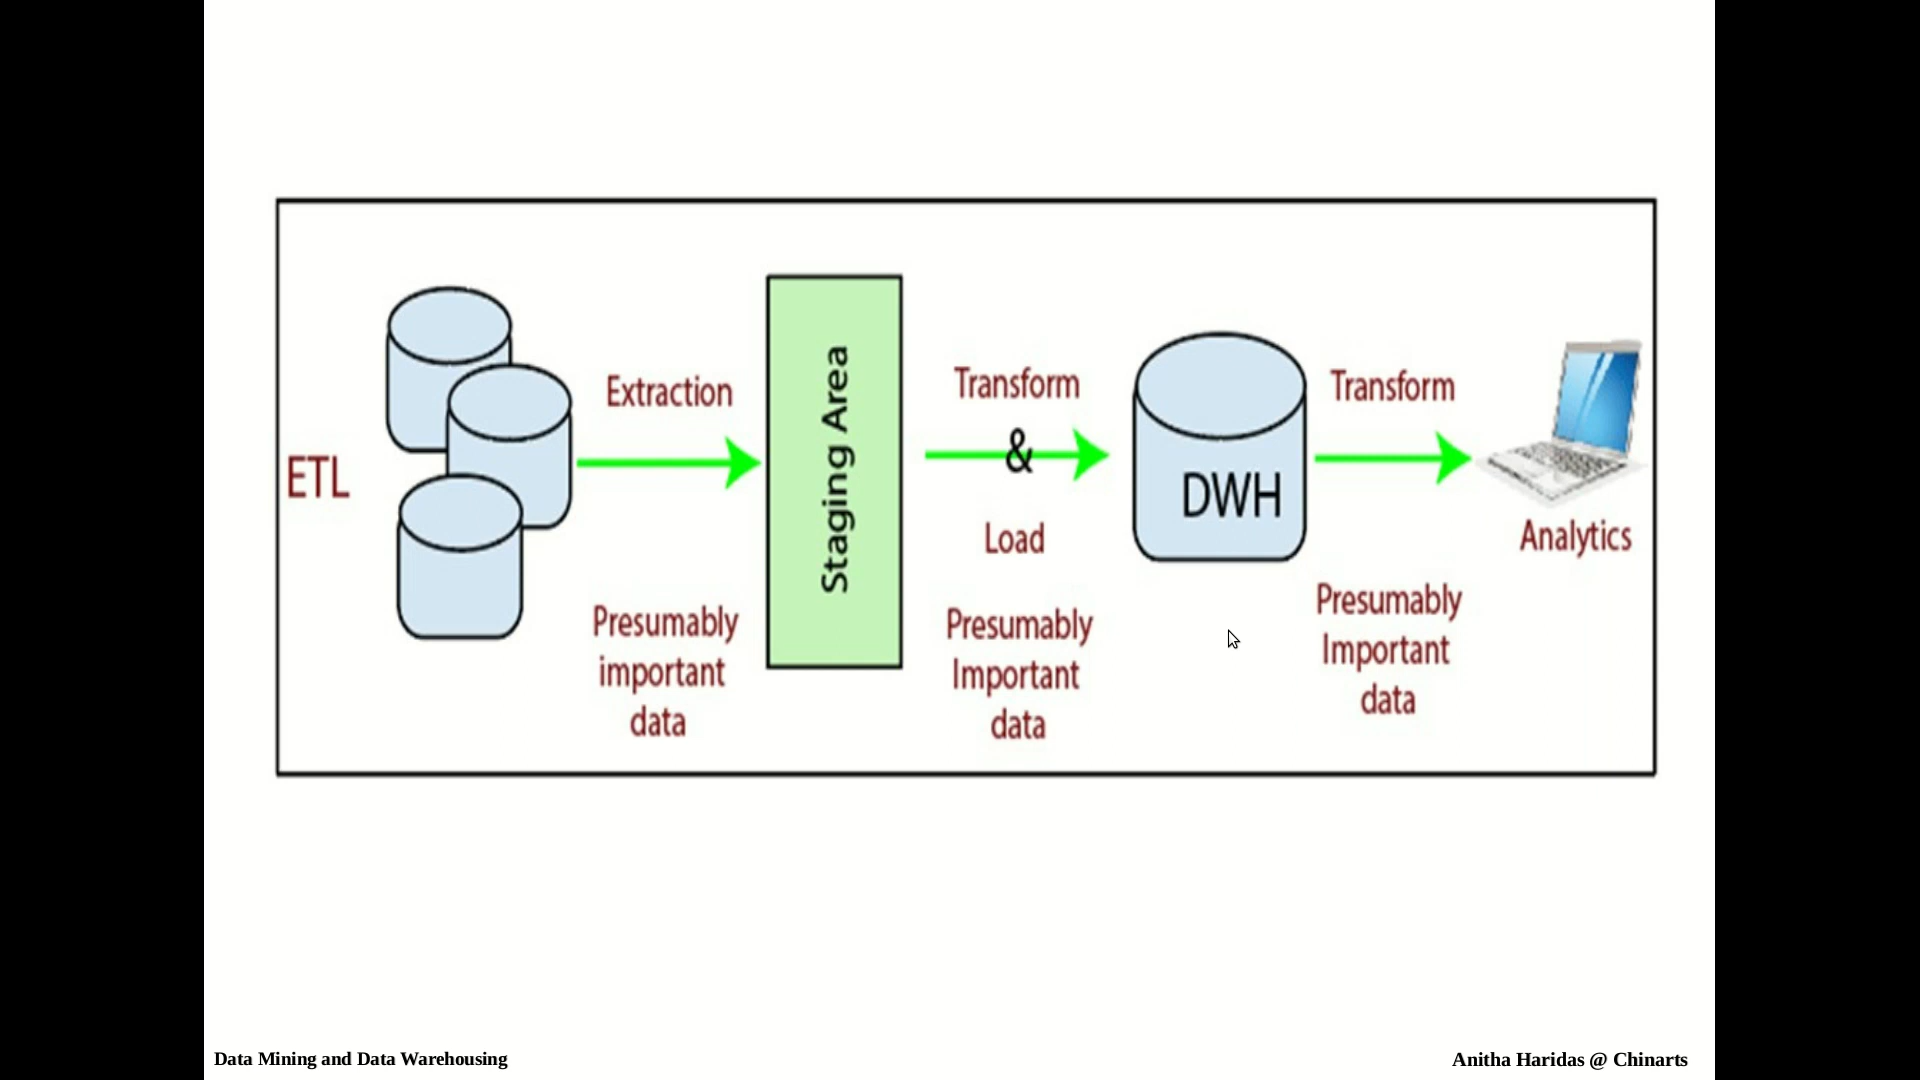 ETL
Extraction
Presumably
important
data
Staging Area
Transform
&
Load
Presumably
Important
data
DWH
Transform
Presumably
Important
data
Analytics
Data Mining and Data Warehousing
Anitha Haridas @ Chinarts